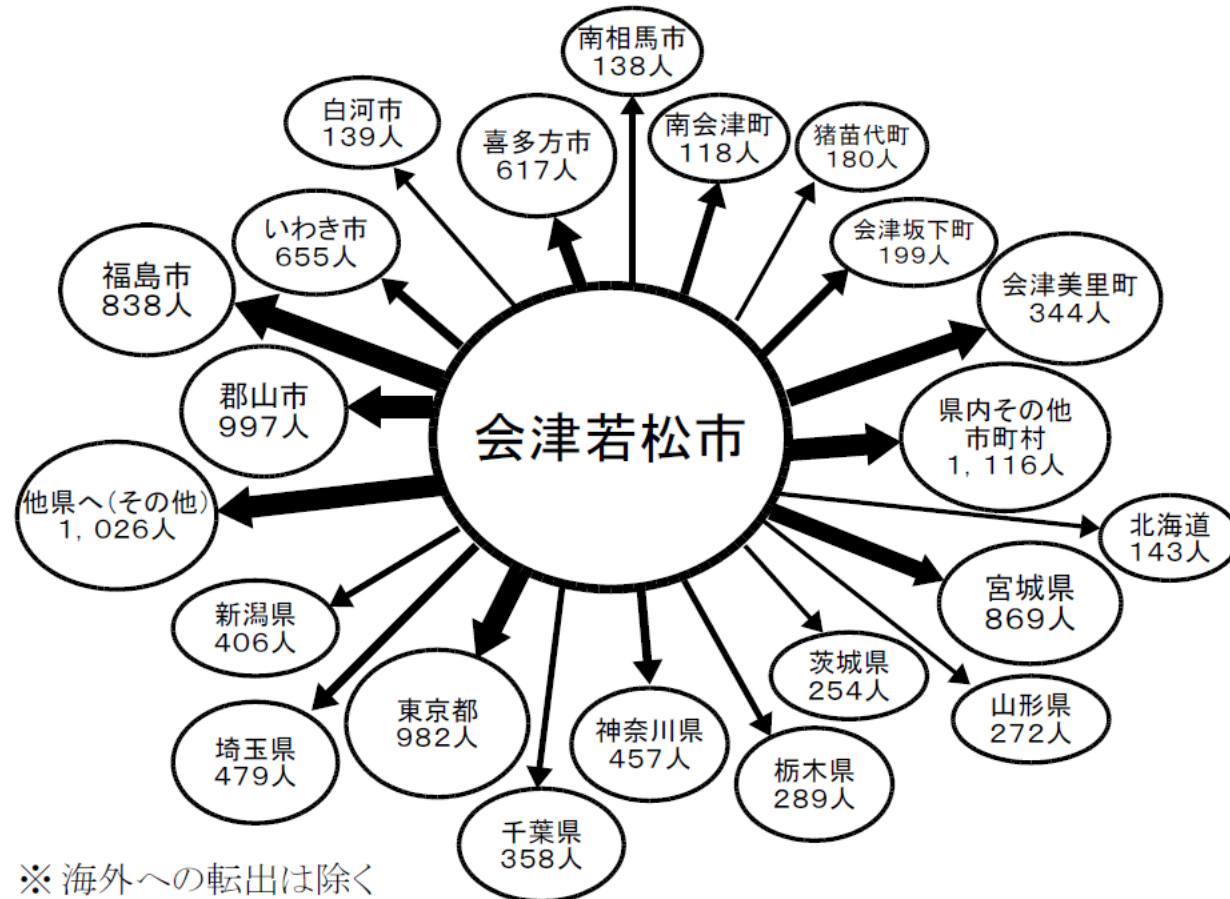 南相馬市
138人
白河市
139人
喜多方市
617人
南会津町
118人
猪苗代町
180人
いわき市
655人
会津坂下町
199人
福島市
838人
会津美里町
344人
郡山市
997人
会津若松市
県内その他
市町村
1,116人
他県へ(その他)
1,026人
北海道
143人
新潟県
406人
宮城県
869人
茨城県
254人
山形県
272人
東京都
982人
神奈川県
457人
埼玉県
479人
栃木県
289人
千葉県
358人
※ 海外への転出は除く